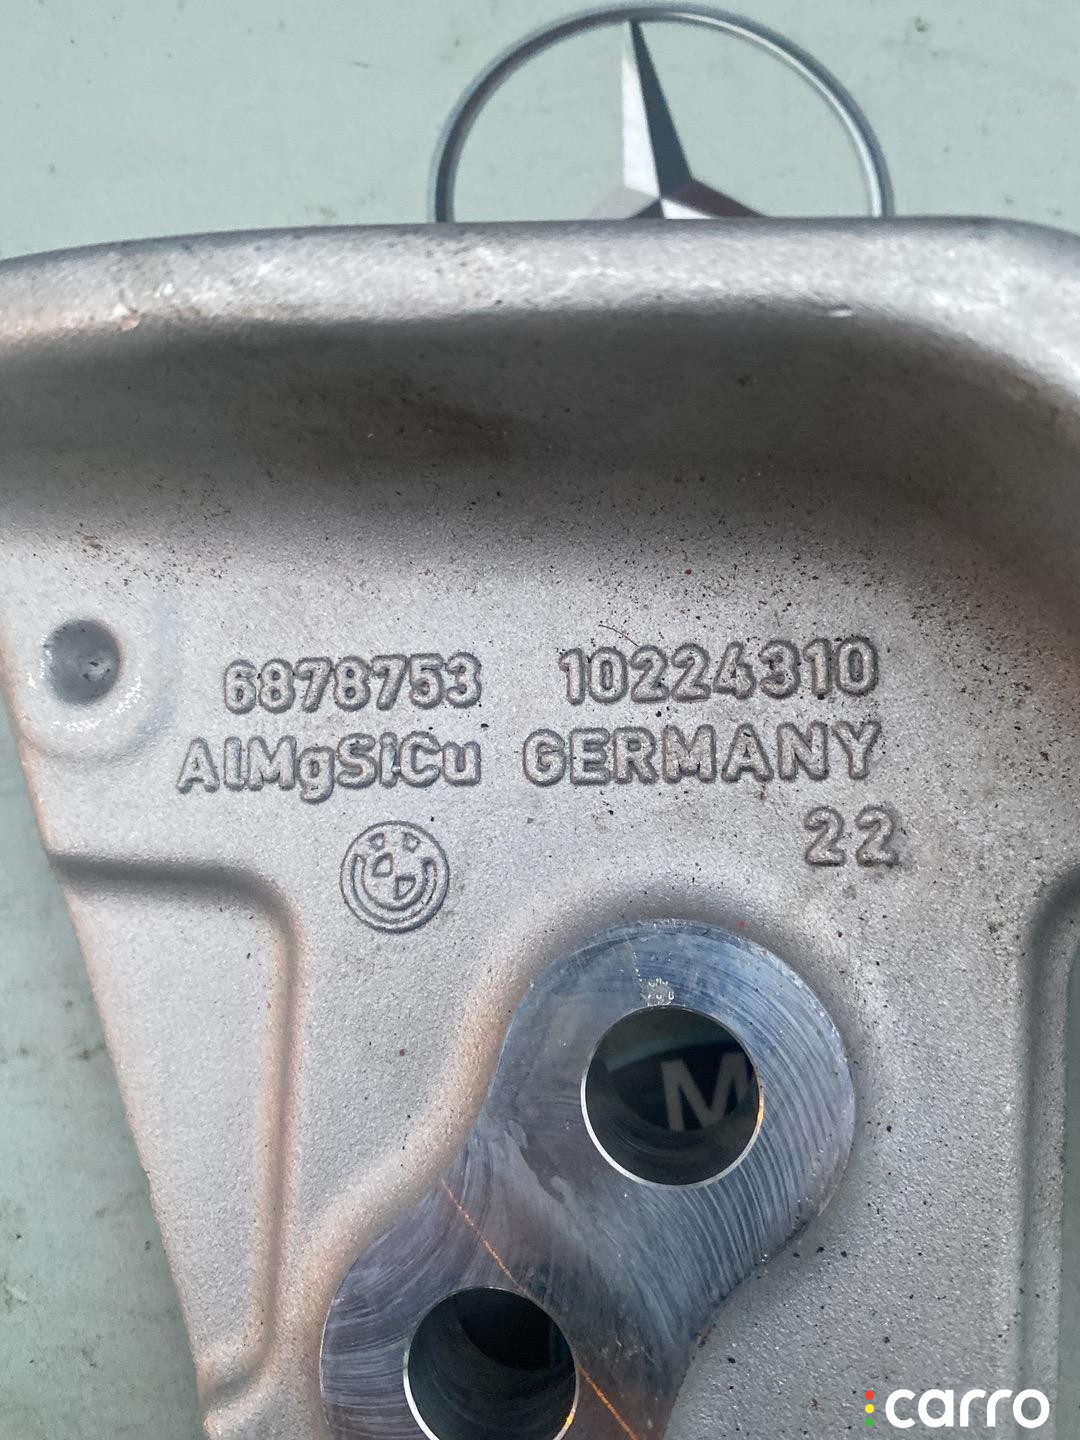 6878753 10224310
AlMgSiCu GERMANY
22
M
carro